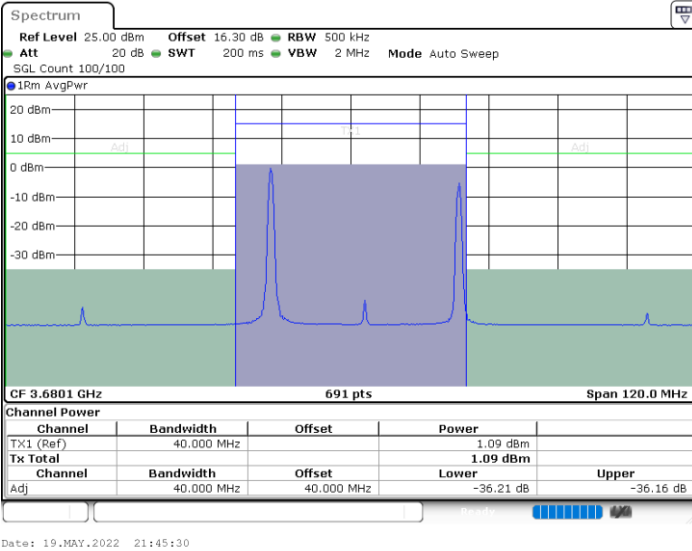 Spectrum
Ref Level 25.00 dBm Offset 16.30 dB RBW 500 kHz
Att 20 dB SWT 200 ms VBW 2 MHz Mode Auto Sweep
SGL Count 100/100
1Rm AvgPwr
20 dBm
TX1
10 dBm
Adj Adj
0 dBm
-10 dBm
-20 dBm
-30 dBm
CF 3.6801 GHz 691 pts Span 120.0 MHz
Channel Power
Channel Bandwidth Offset Power
TX1 (Ref) 40.000 MHz 1.09 dBm
Tx Total 1.09 dBm
Channel Bandwidth Offset Lower Upper
Adj 40.000 MHz 40.000 MHz -36.21 dB -36.16 dB
Ready
Date: 19.MAY.2022 21:45:30